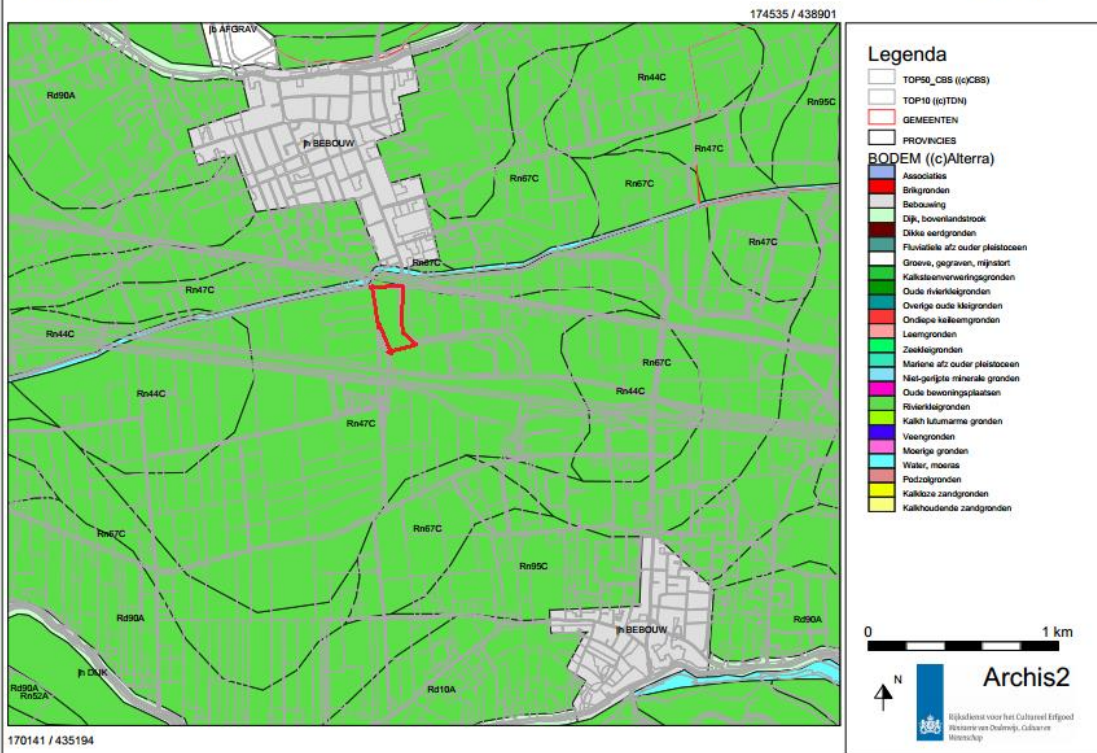 174535 / 438901
|b AFGRAV
Rd90A
Rn44C
Rn95C
|h BEBOUW
Rn47C
Rn67C
Rn67C
Rn47C
Rn67C
Rn47C
Rn44C
Rn67C
Rn44C
Rn44C
Rn47C
Rn67C
Rn67C
Rn95C
Rd90A
Rd90A
|h BEBOUW
|h DIJK
Rd90A
Rn52A
Rd10A
170141 / 435194
Legenda
TOP50_CBS ((c)CBS)
TOP10 ((c)TDN)
GEMEENTEN
PROVINCIES
BODEM ((c)Alterra)
Associaties
Brikgronden
Bebouwing
Dijk, bovenlandstrook
Dikke eerdgronden
Fluviatiele afz ouder pleistoceen
Groeve, gegraven, mijnstort
Kalksteenverweringsgronden
Oude rivierkleigronden
Overige oude kleigronden
Ondiepe keileemgronden
Leemgronden
Zeekleigronden
Mariene afz ouder pleistoceen
Niet-gerijpte minerale gronden
Oude bewoningsplaatsen
Rivierkleigronden
Kalkh lutumarme gronden
Veengronden
Moerige gronden
Water, moeras
Podzolgronden
Kalkloze zandgronden
Kalkhoudende zandgronden
0 1 km
N
Archis2
Rijksdienst voor het Cultureel Erfgoed
Ministerie van Onderwijs, Cultuur en
Wetenschap